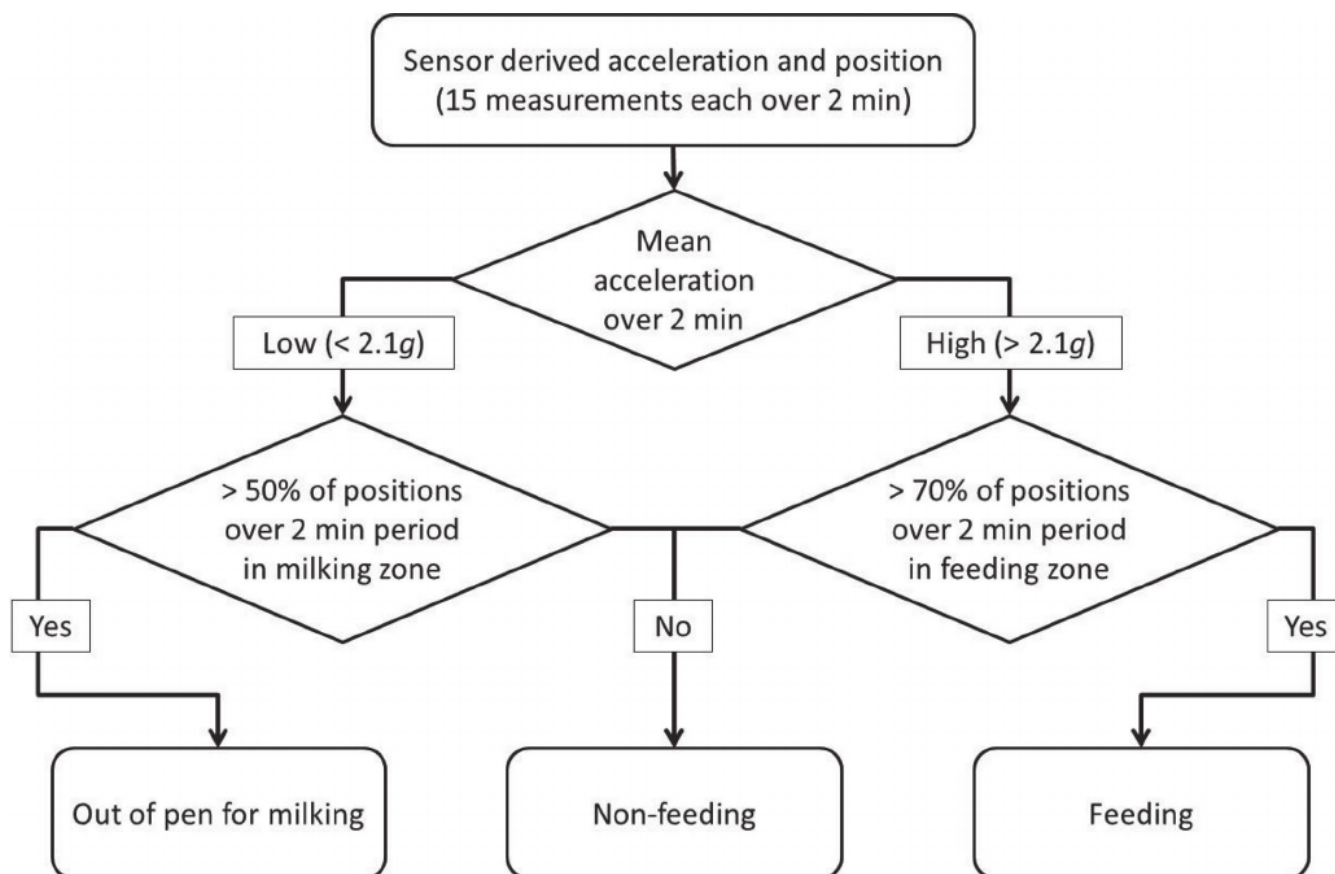 Sensor derived acceleration and position
(15 measurements each over 2 min)
Mean
acceleration
over 2 min
Low (< 2.1g)
High (> 2.1g)
> 50% of positions
over 2 min period
in milking zone
> 70% of positions
over 2 min period
in feeding zone
Yes
No
Yes
Out of pen for milking
Non-feeding
Feeding